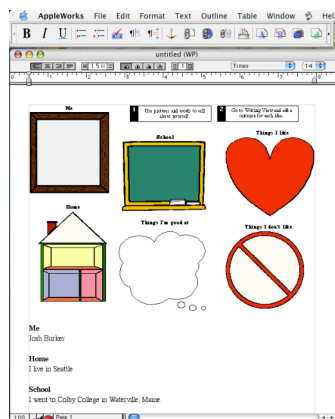 AppleWorks File Edit Format Text Outline Table Window
B I U
untitled (WP)
Times 14
Me
1 Use pictures and words to tell
about yourself.
2 Go to Writing View and add a
sentence for each idea.
School
Things I like
Home
Things I'm good at
Things I don't like
Me
Josh Burker
Home
I live in Seattle
School
I went to Colby College in Waterville, Maine.
100 Page 1